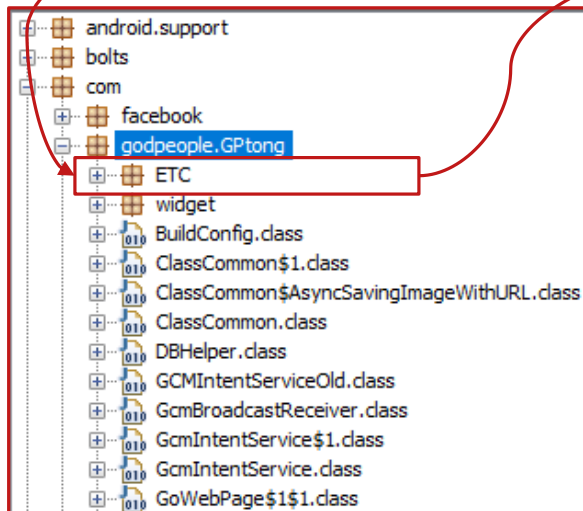 android.support
bolts
com
facebook
godpeople.GPtong
ETC
widget
BuildConfig.class
ClassCommon$1.class
ClassCommon$AsyncSavingImageWithURL.class
ClassCommon.class
DBHelper.class
GCMIntentServiceOld.class
GcmBroadcastReceiver.class
GcmIntentService$1.class
GcmIntentService.class
GoWebPage$1$1.class